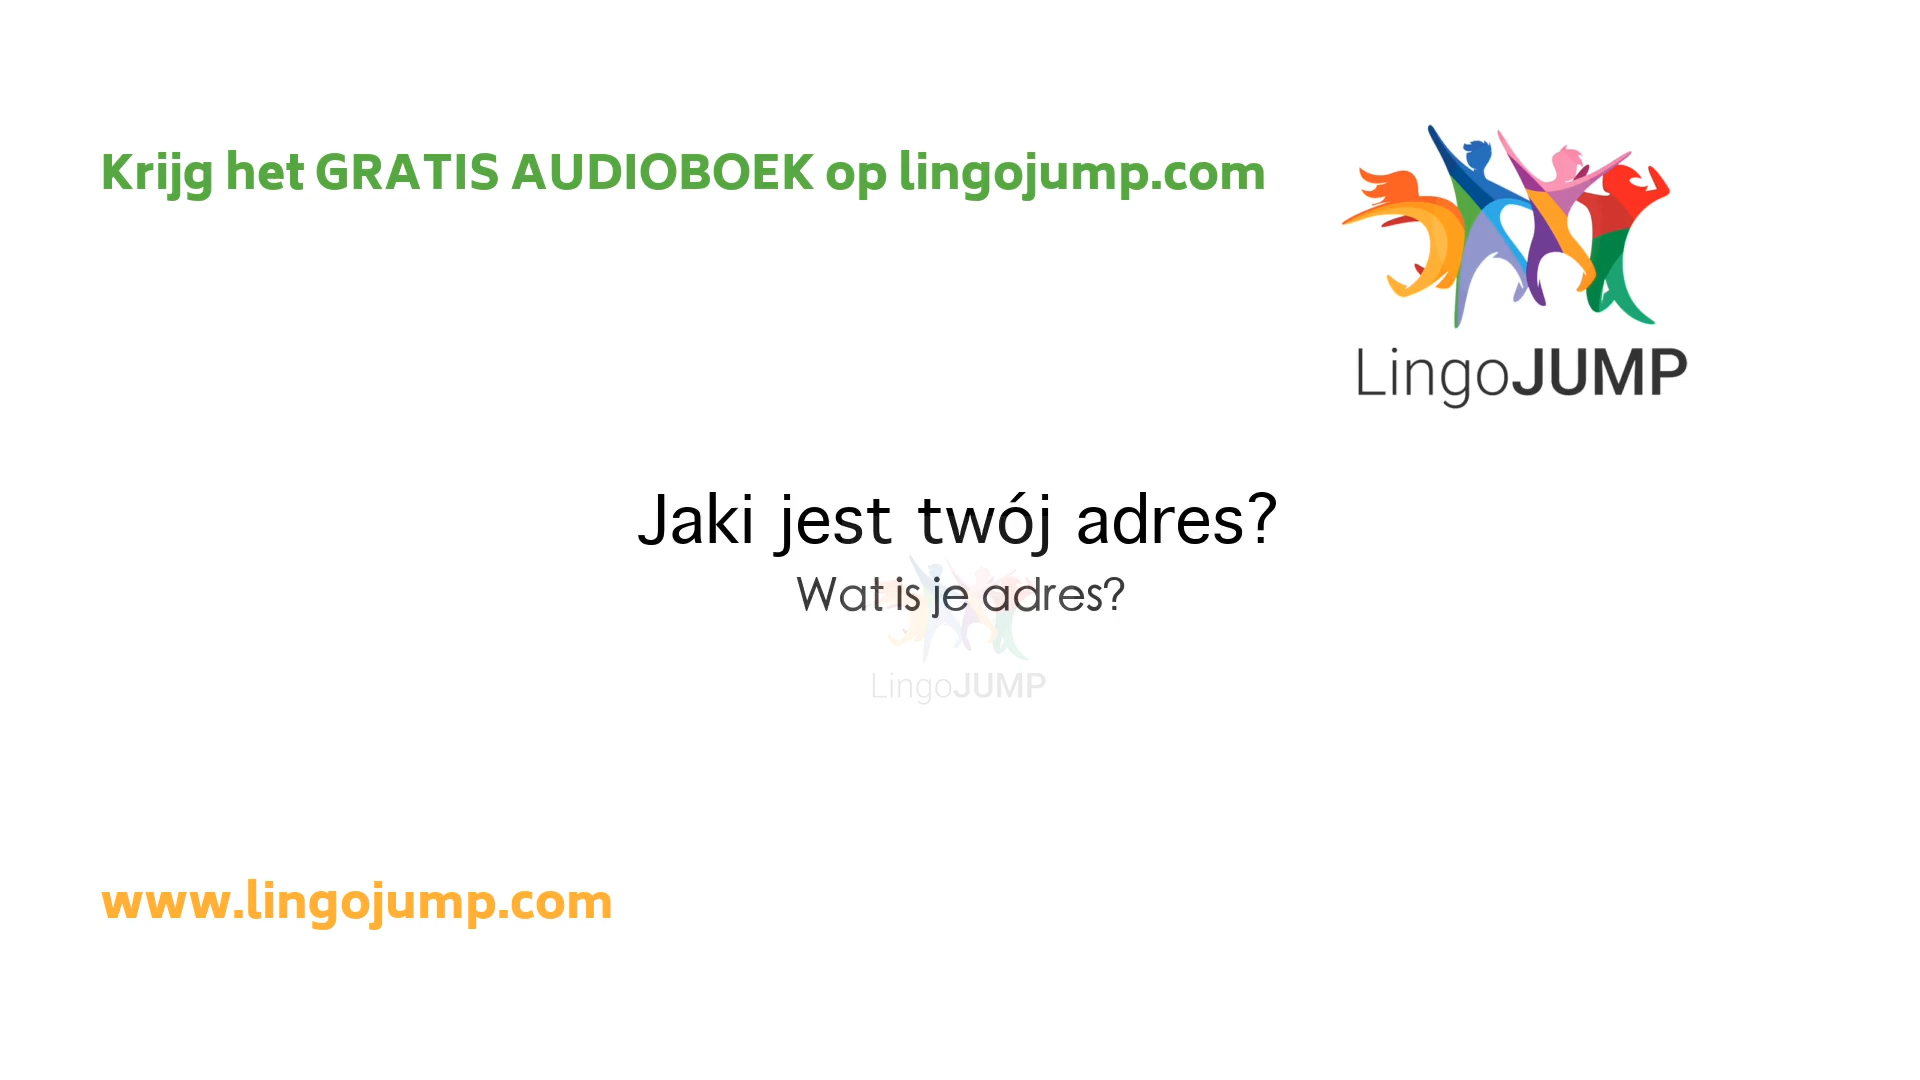 Krijg het GRATIS AUDIOBOEK op lingojump.com
LingoJUMP
Jaki jest twój adres?
Wat is je adres?
LingoJUMP
www.lingojump.com